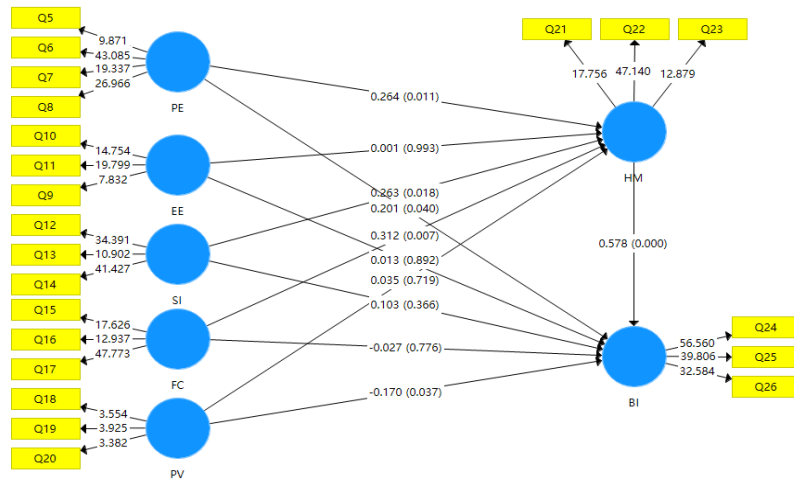 Q5
Q6
Q7
Q8
9.871
43.085
19.337
26.966
PE
Q10
Q11
Q9
14.754
19.799
7.832
EE
Q12
Q13
Q14
34.391
10.902
41.427
SI
Q15
Q16
Q17
17.626
12.937
47.773
FC
Q18
Q19
Q20
3.554
3.925
3.382
PV
0.264 (0.011)
0.001 (0.993)
0.263 (0.018)
0.201 (0.040)
0.312 (0.007)
0.013 (0.892)
0.035 (0.719)
0.103 (0.366)
-0.027 (0.776)
-0.170 (0.037)
Q21
Q22
Q23
17.756
47.140
12.879
HM
0.578 (0.000)
Q24
Q25
Q26
56.560
39.806
32.584
BI